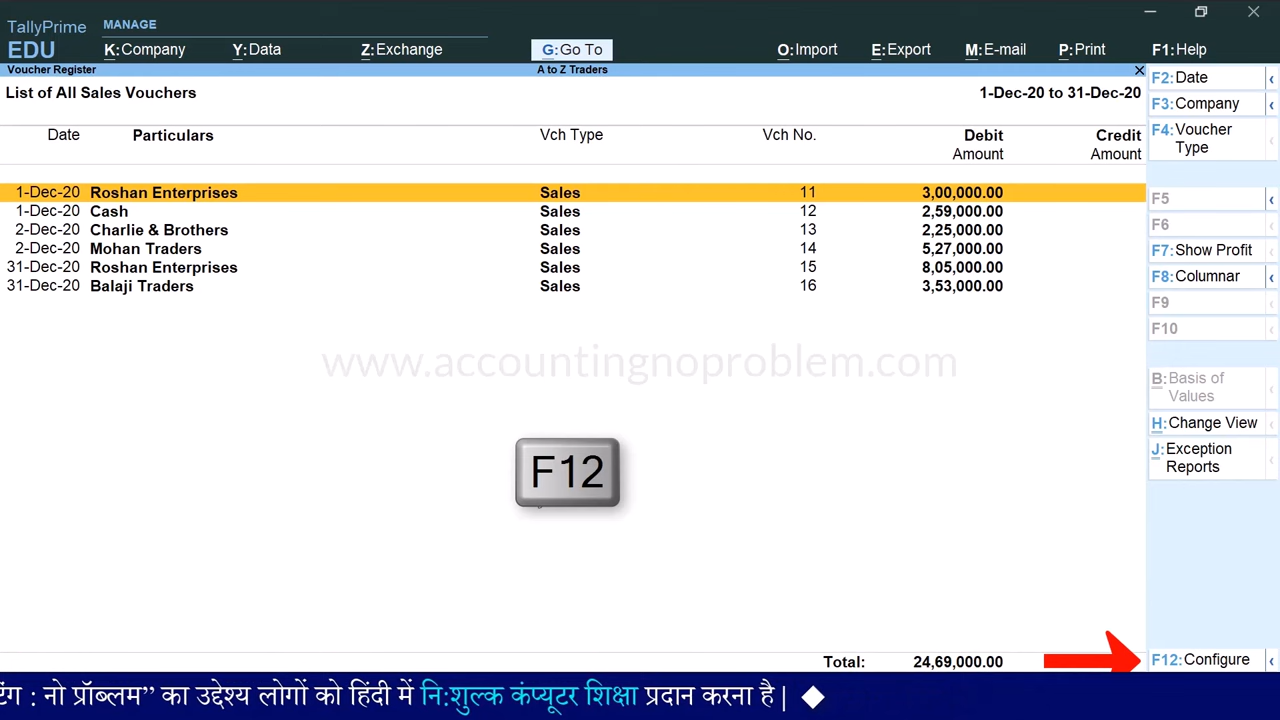 TallyPrime MANAGE
EDU K:Company Y:Data Z:Exchange G:Go To O:Import E:Export M:E-mail P:Print F1:Help
Voucher Register A to Z Traders
List of All Sales Vouchers 1-Dec-20 to 31-Dec-20
Date Particulars Vch Type Vch No. Debit Credit
Amount Amount
1-Dec-20 Roshan Enterprises Sales 11 3,00,000.00
1-Dec-20 Cash Sales 12 2,59,000.00
2-Dec-20 Charlie & Brothers Sales 13 2,25,000.00
2-Dec-20 Mohan Traders Sales 14 5,27,000.00
31-Dec-20 Roshan Enterprises Sales 15 8,05,000.00
31-Dec-20 Balaji Traders Sales 16 3,53,000.00
www.accountingnoproblem.com
F12
Total: 24,69,000.00
F2:Date
F3:Company
F4:Voucher
Type
F5
F6
F7:Show Profit
F8:Columnar
F9
F10
B:Basis of
Values
H:Change View
J:Exception
Reports
F12:Configure
टिंग : नो प्रॉब्लम” का उद्देश्य लोगों को हिंदी में नि:शुल्क कंप्यूटर शिक्षा प्रदान करना है |